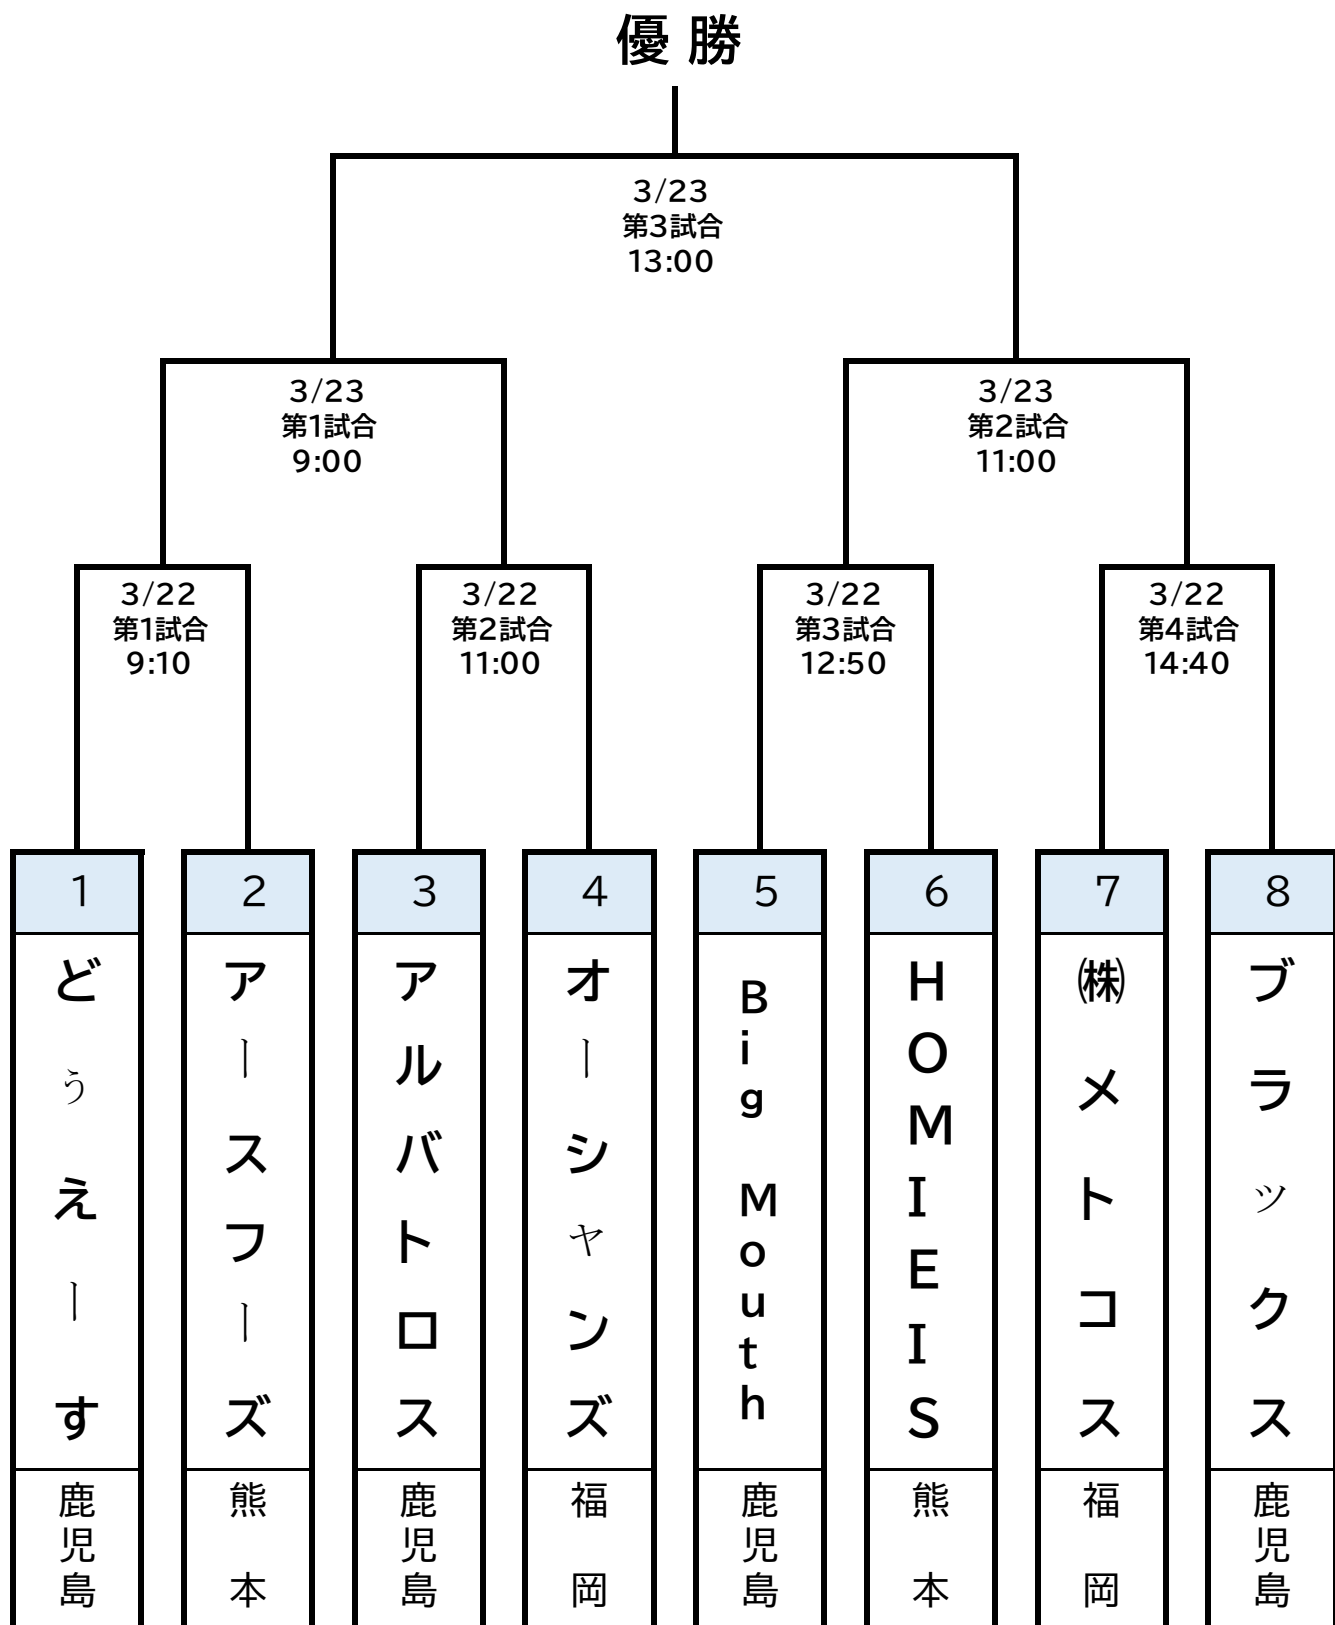 優 勝
3/23
第3試合
13:00
3/23
第1試合
9:00
3/23
第2試合
11:00
3/22
第1試合
9:10
3/22
第2試合
11:00
3/22
第3試合
12:50
3/22
第4試合
14:40
1
2
3
4
5
6
7
8
どぅえーす
アースフーズ
アルバトロス
オーシャンズ
Big Mouth
HOMIEIS
㈱メトコス
ブラックス
鹿児島
熊本
鹿児島
福岡
鹿児島
熊本
福岡
鹿児島